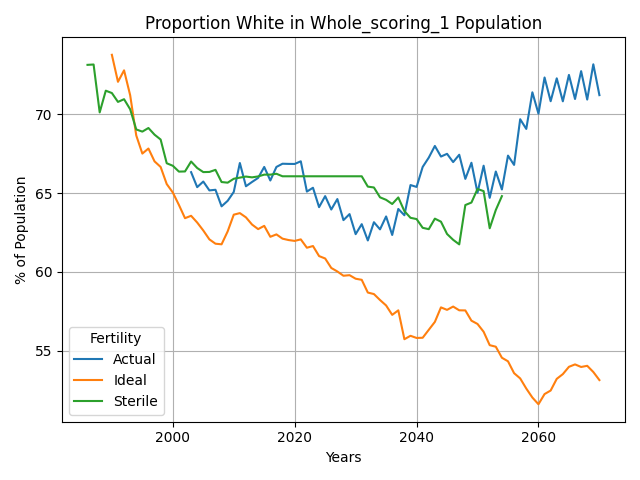 Proportion White in Whole_scoring_1 Population
% of Population
70
65
60
55
Fertility
Actual
Ideal
Sterile
2000 2020 2040 2060
Years